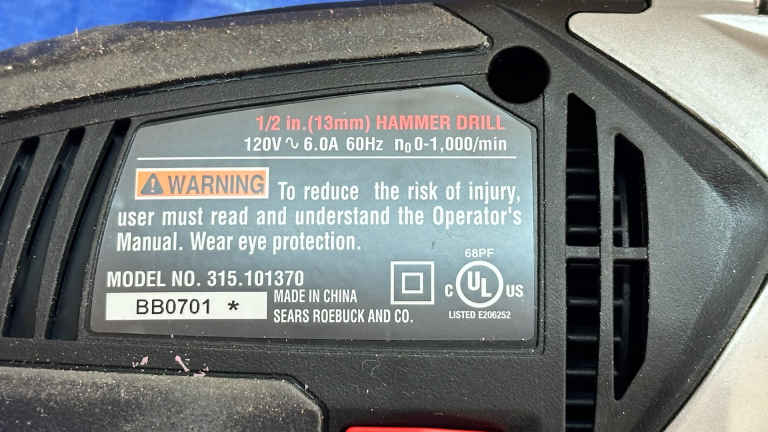 1/2 in.(13mm) HAMMER DRILL
120V ∿ 6.0A 60Hz n₀ 0-1,000/min
⚠ WARNING To reduce the risk of injury,
user must read and understand the Operator's
Manual. Wear eye protection.
MODEL NO. 315.101370
BB0701 *
MADE IN CHINA
SEARS ROEBUCK AND CO.
68PF
C UL US
LISTED E206252